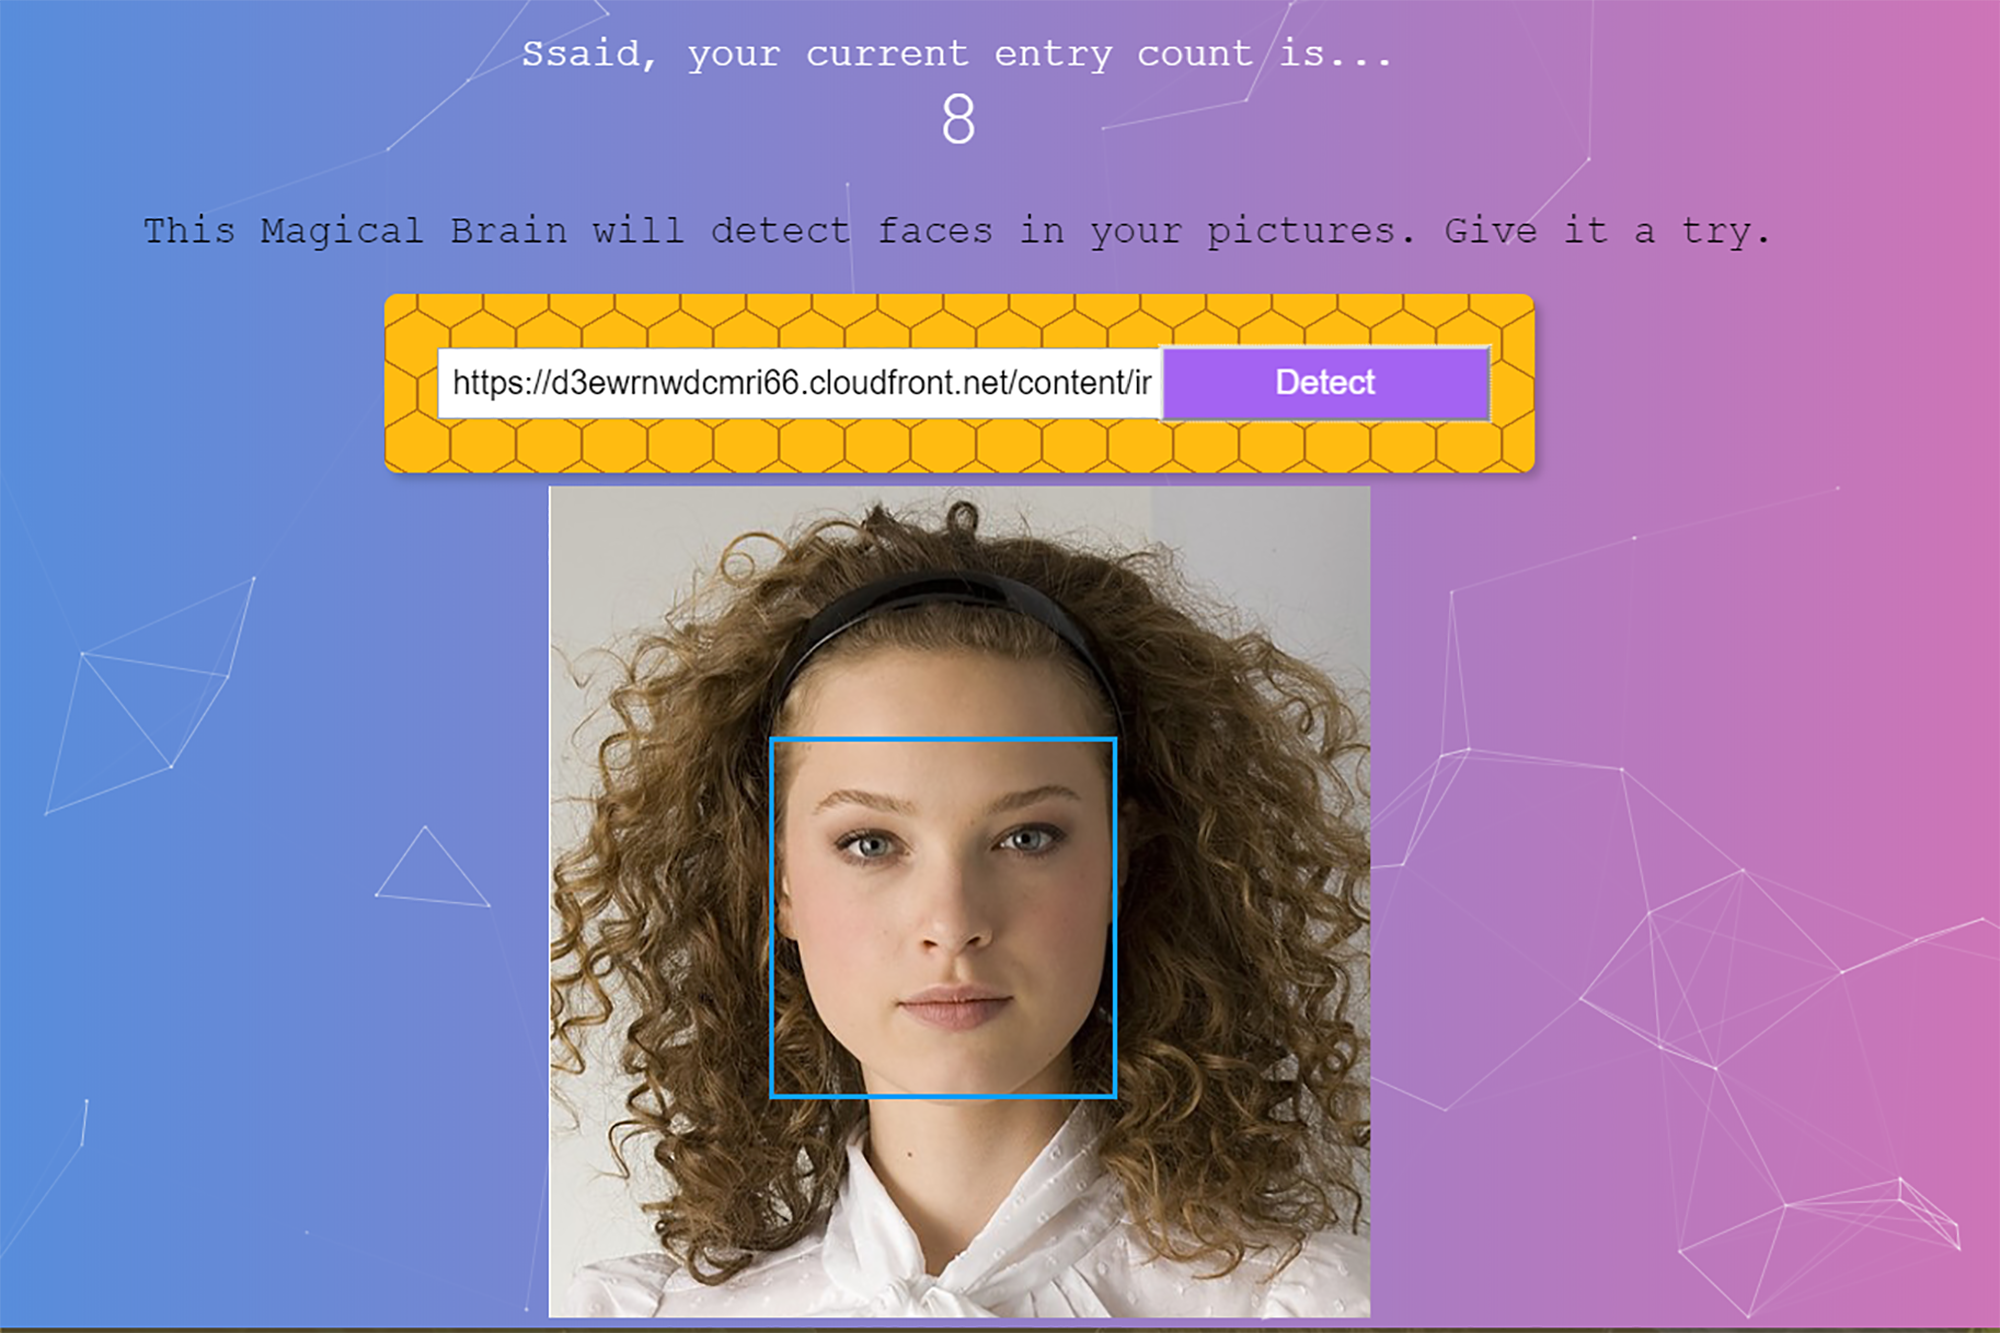 Ssaid, your current entry count is...
8
This Magical Brain will detect faces in your pictures. Give it a try.
https://d3ewrnwdcmri66.cloudfront.net/content/ir Detect